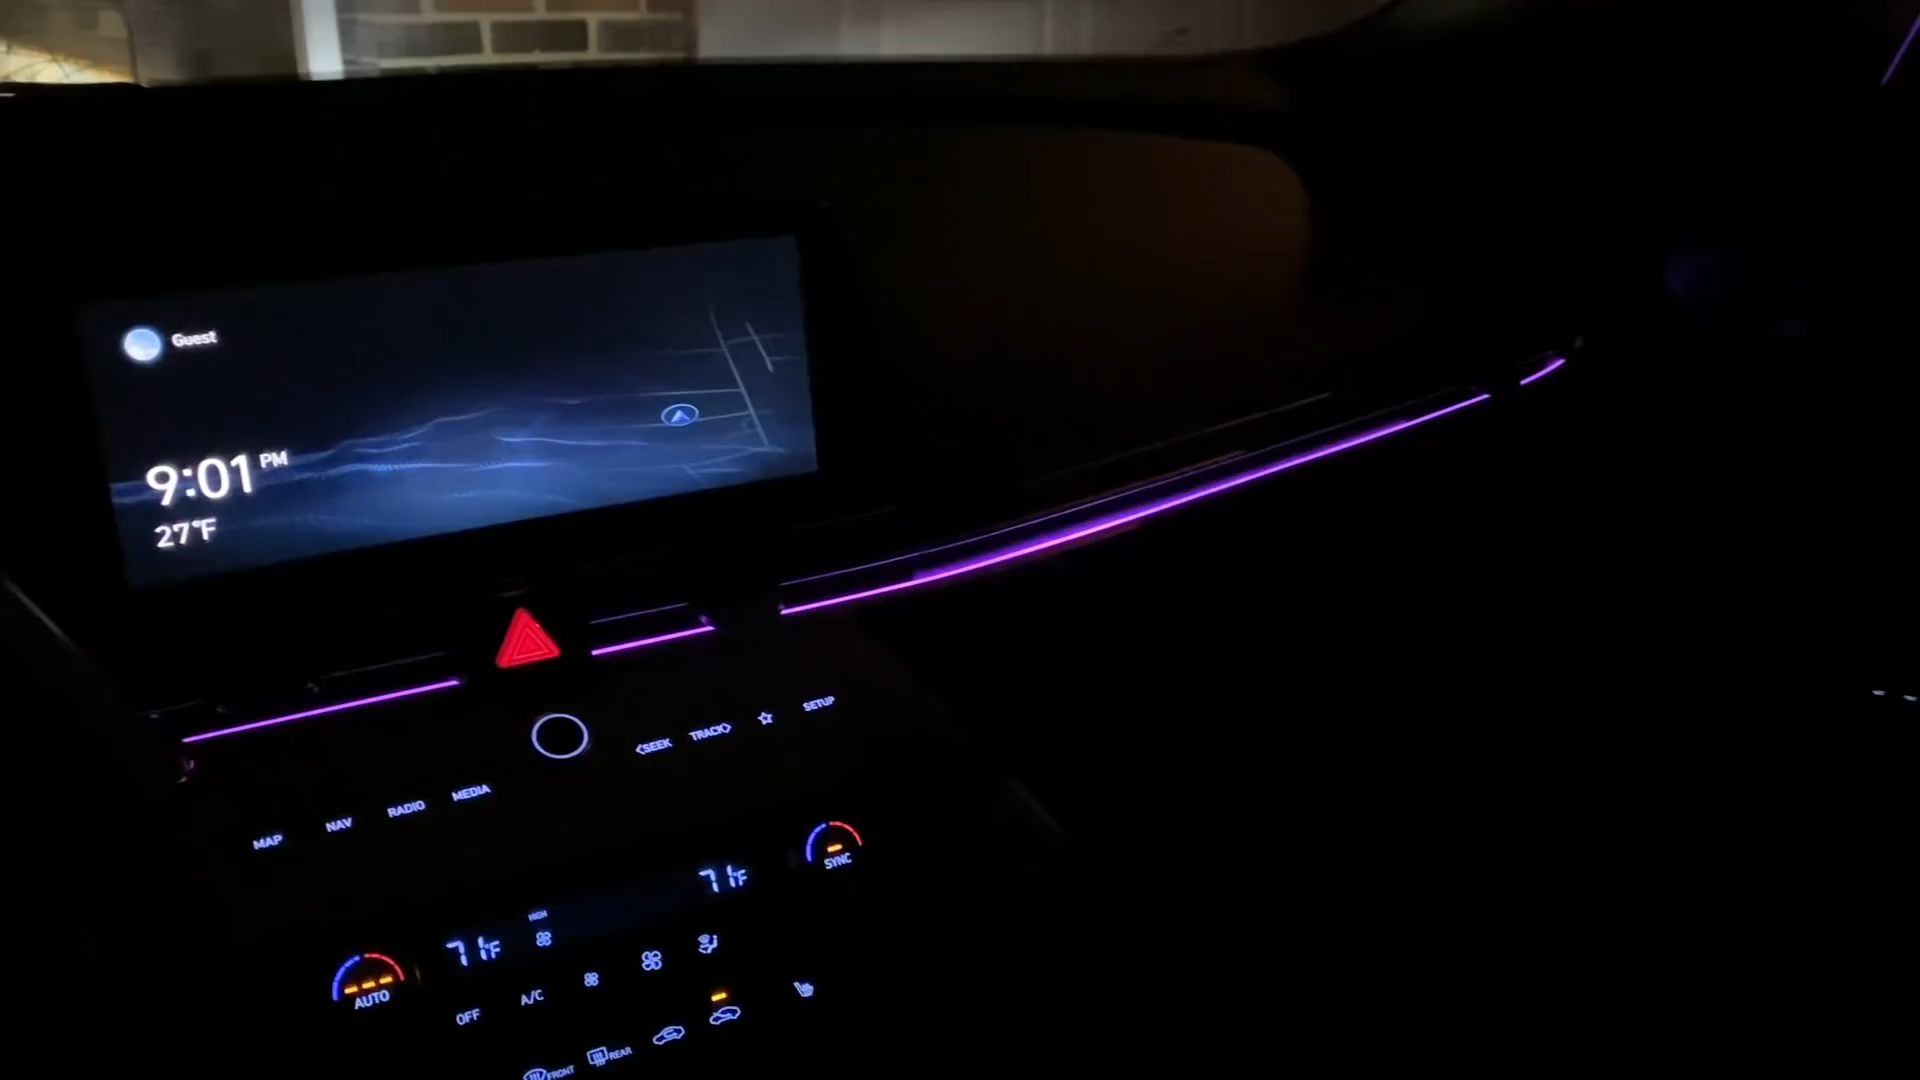 Guest
9:01 PM
27°F
<SEEK TRACK> SETUP
MAP NAV RADIO MEDIA
71°F
SYNC
HIGH
71°F
AUTO
OFF A/C
FRONT REAR